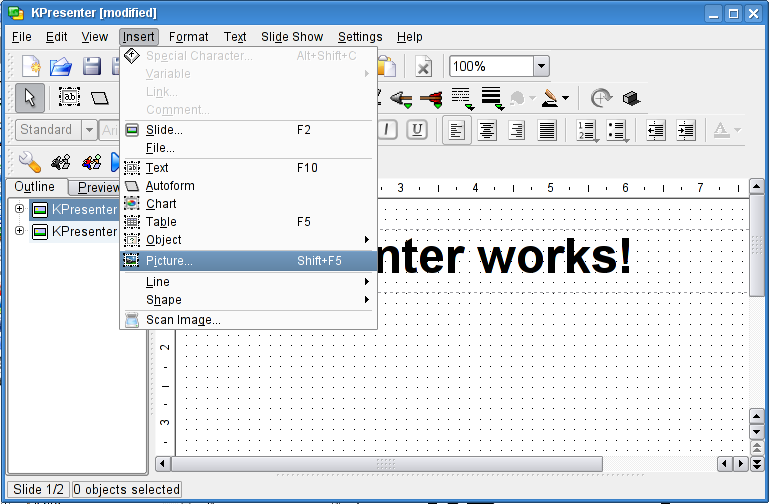 KPresenter [modified]
File Edit View Insert Format Text Slide Show Settings Help
Special Character... Alt+Shift+C
Variable
Link...
Comment...
Slide... F2
File...
Text F10
Autoform
Chart
Table F5
Object
Picture... Shift+F5
Line
Shape
Scan Image...
100%
Standard Ari
Outline Preview
KPresenter
KPresenter
3 4 5 6 7
nter works!
2
3
Slide 1/2 0 objects selected